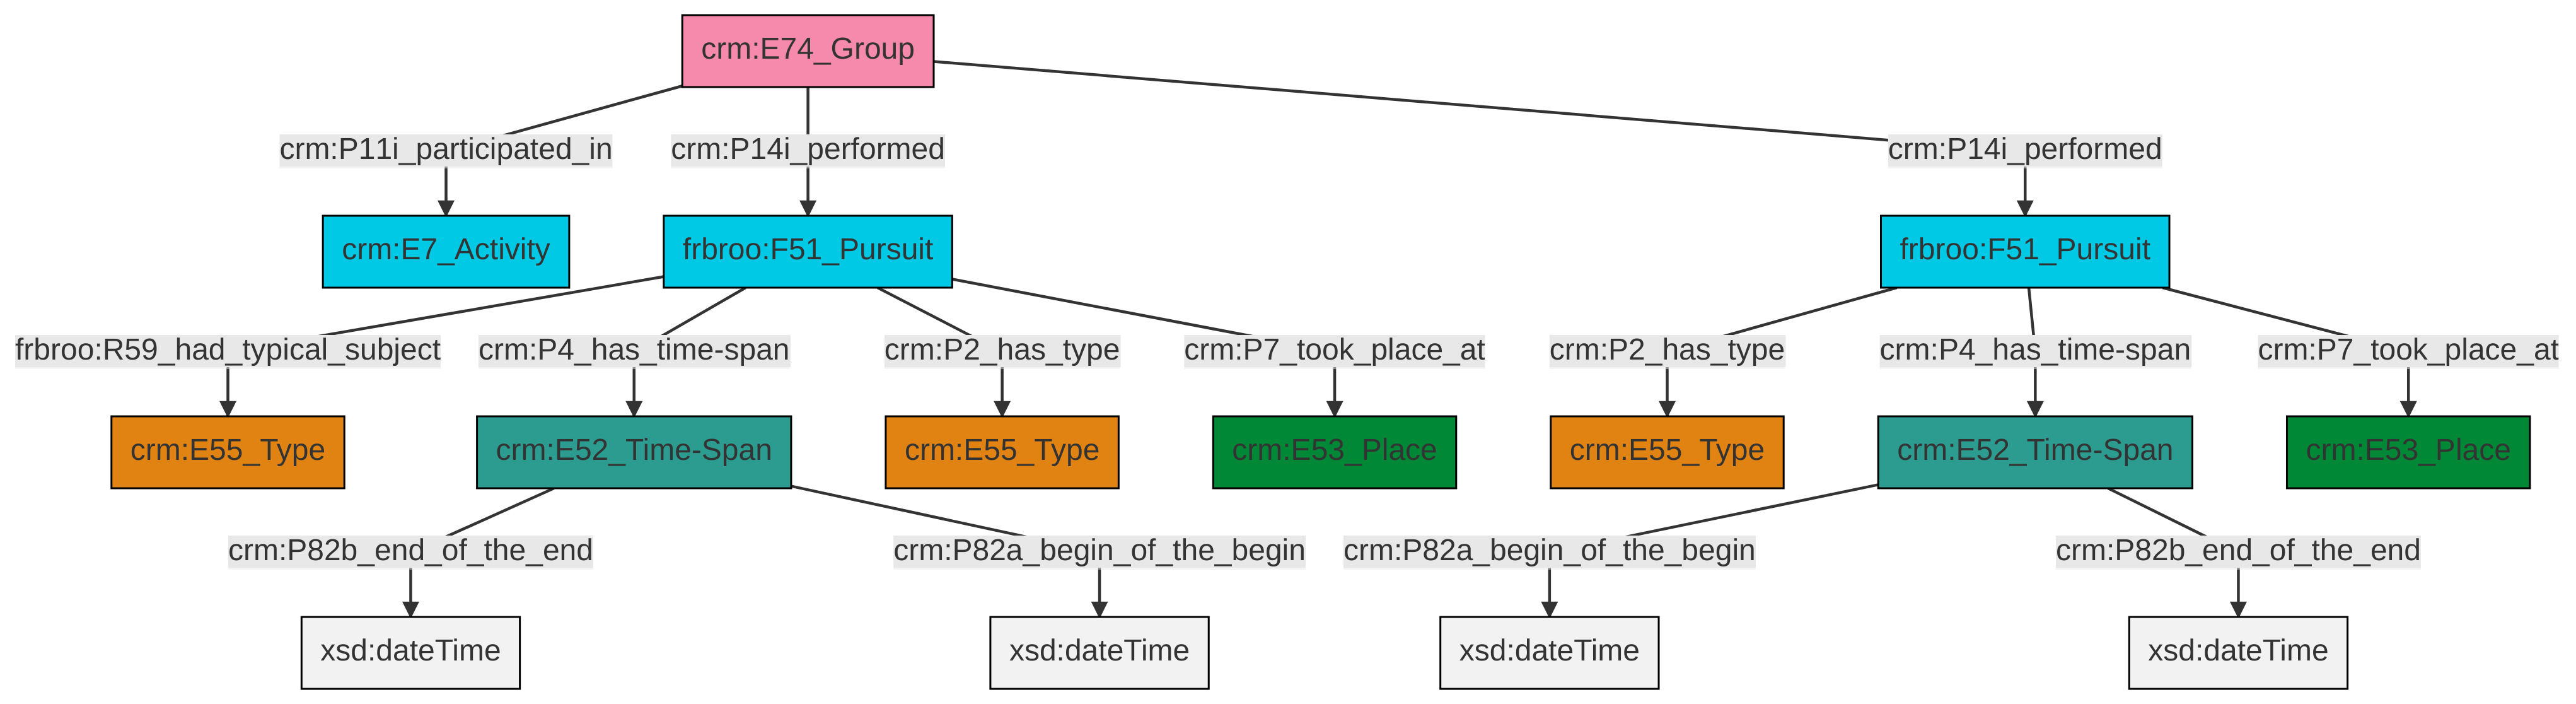 crm:E74_Group
crm:P11i_participated_in
crm:P14i_performed
crm:P14i_performed
crm:E7_Activity
frbroo:F51_Pursuit
frbroo:F51_Pursuit
frbroo:R59_had_typical_subject
crm:P4_has_time-span
crm:P2_has_type
crm:P7_took_place_at
crm:P2_has_type
crm:P4_has_time-span
crm:P7_took_place_at
crm:E55_Type
crm:E52_Time-Span
crm:E55_Type
crm:E53_Place
crm:E55_Type
crm:E52_Time-Span
crm:E53_Place
crm:P82b_end_of_the_end
crm:P82a_begin_of_the_begin
crm:P82a_begin_of_the_begin
crm:P82b_end_of_the_end
xsd:dateTime
xsd:dateTime
xsd:dateTime
xsd:dateTime